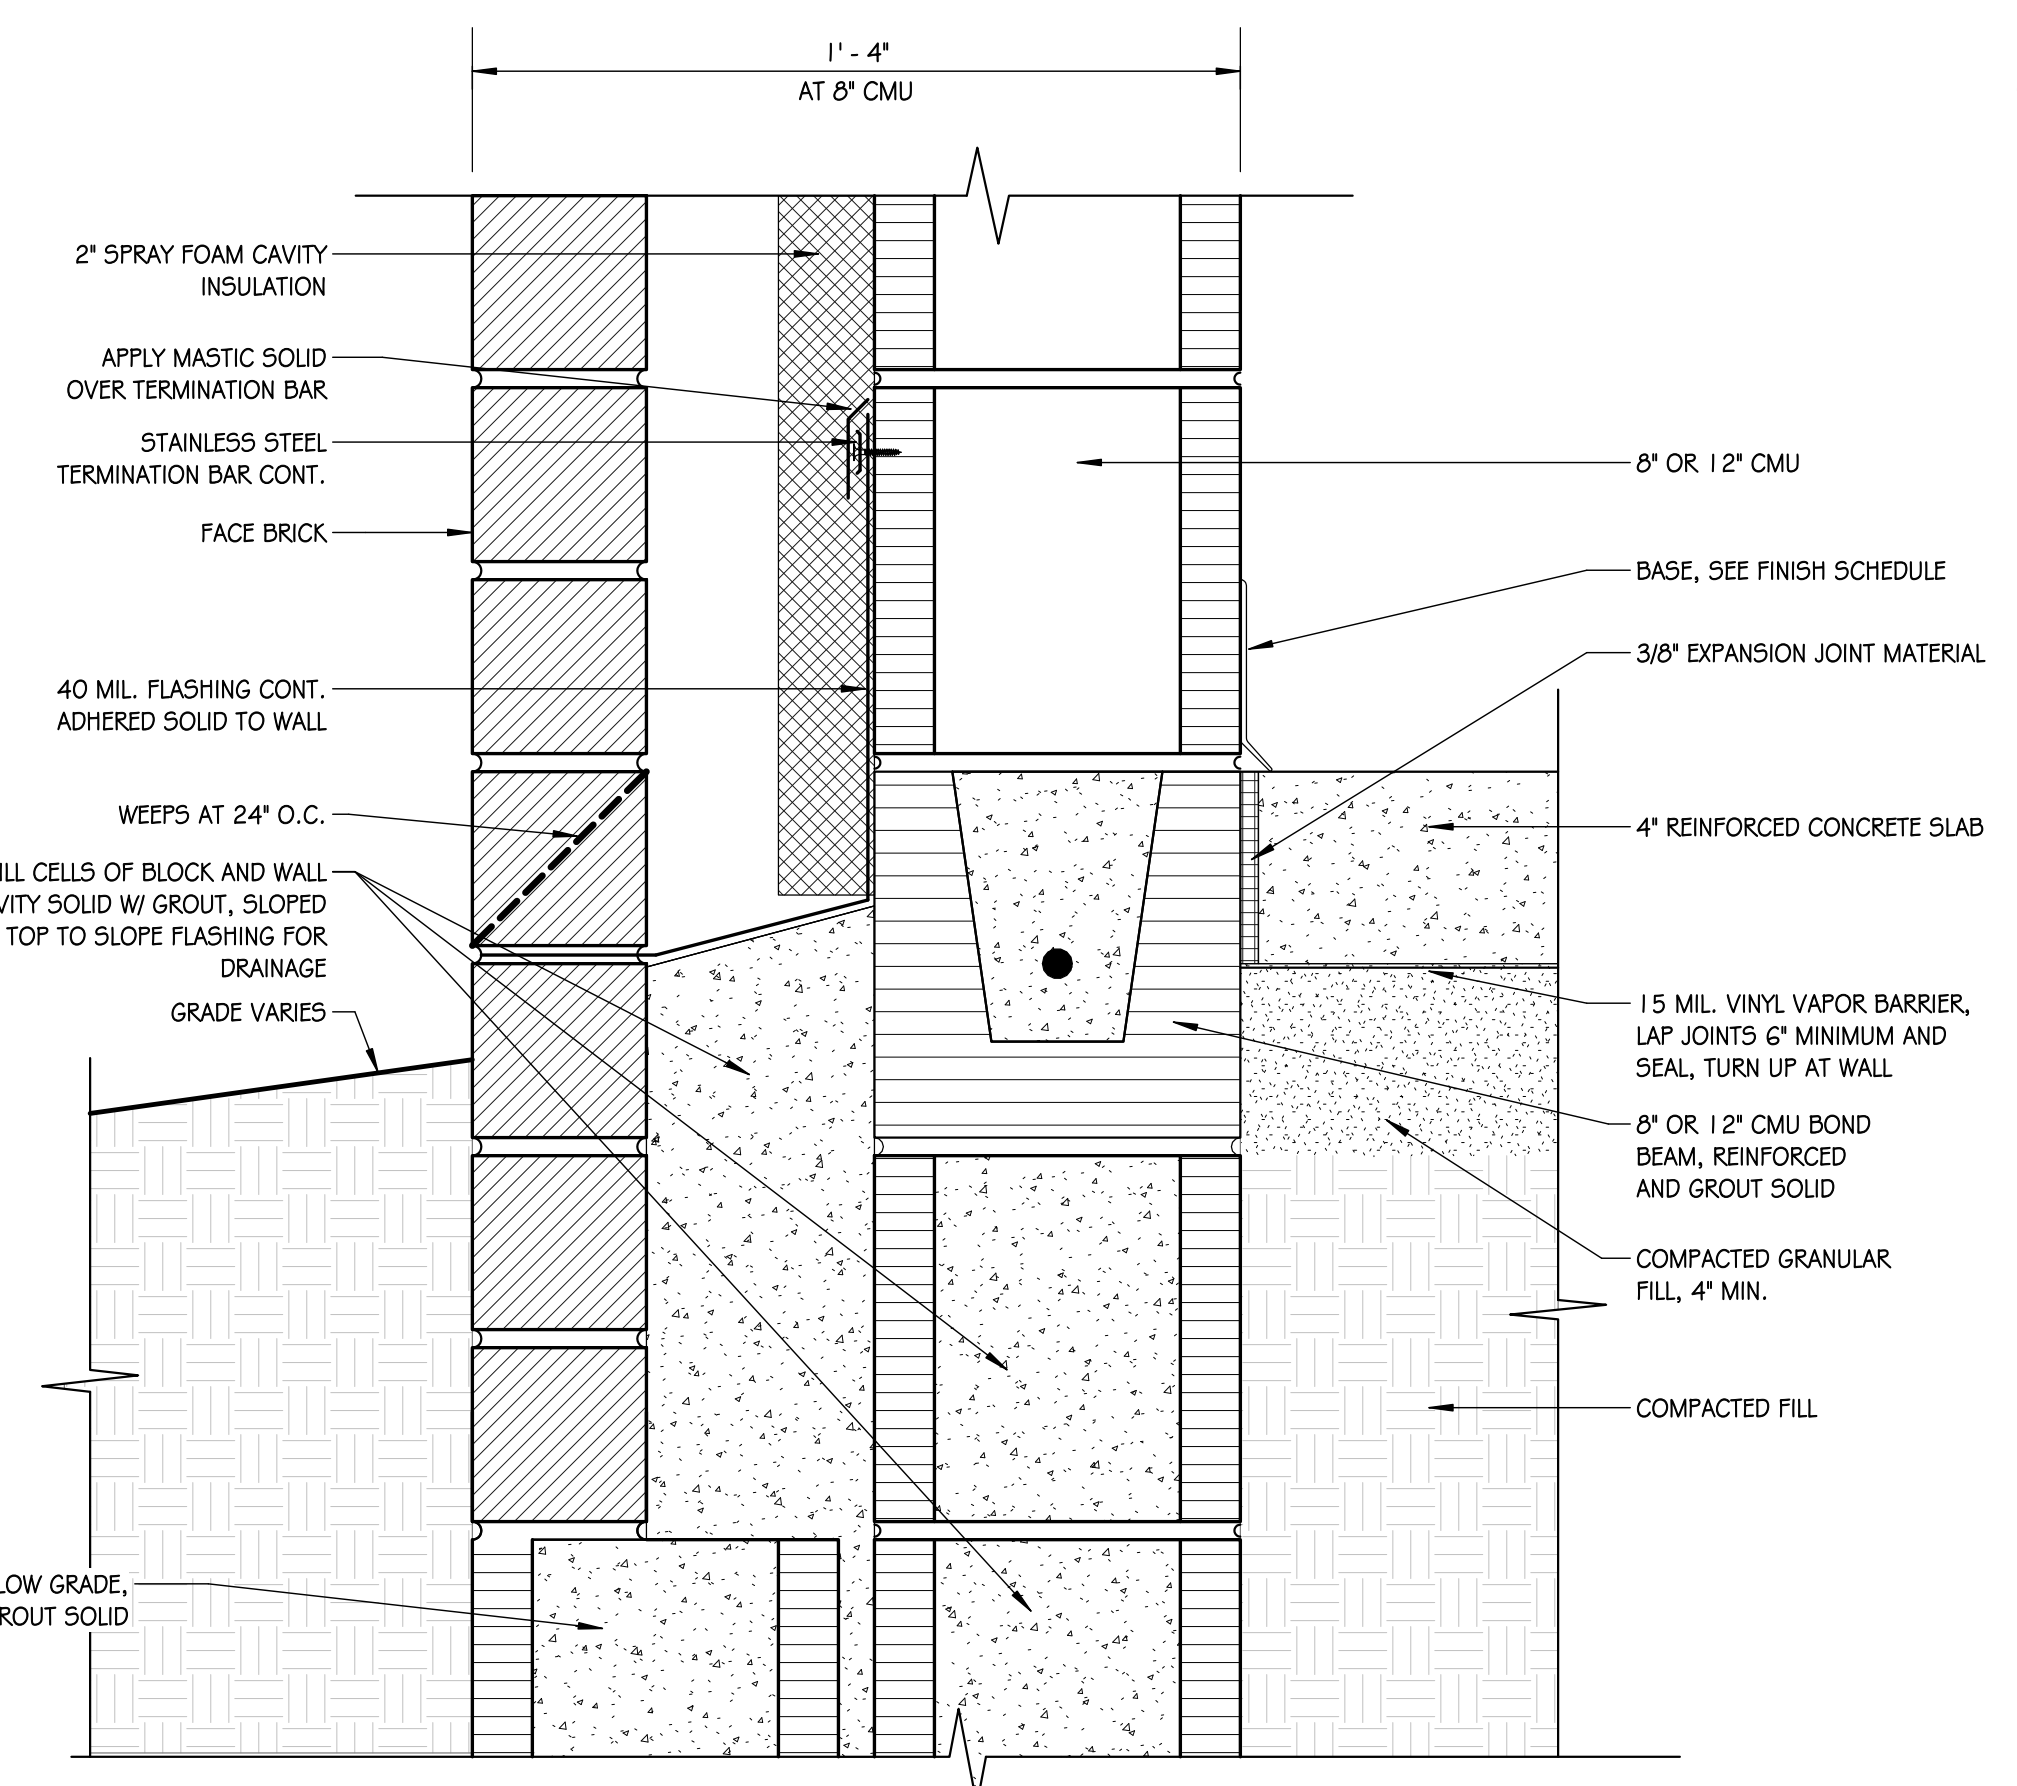 1' - 4"
AT 8" CMU
2" SPRAY FOAM CAVITY
INSULATION
APPLY MASTIC SOLID
OVER TERMINATION BAR
STAINLESS STEEL
TERMINATION BAR CONT.
FACE BRICK
40 MIL. FLASHING CONT.
ADHERED SOLID TO WALL
WEEPS AT 24" O.C.
CELLS OF BLOCK AND WALL
SOLID W/ GROUT, SLOPED
TOP TO SLOPE FLASHING FOR
DRAINAGE
GRADE VARIES
GRADE,
SOLID
8" OR 12" CMU
BASE, SEE FINISH SCHEDULE
3/8" EXPANSION JOINT MATERIAL
4" REINFORCED CONCRETE SLAB
15 MIL. VINYL VAPOR BARRIER,
LAP JOINTS 6" MINIMUM AND
SEAL, TURN UP AT WALL
8" OR 12" CMU BOND
BEAM, REINFORCED
AND GROUT SOLID
COMPACTED GRANULAR
FILL, 4" MIN.
COMPACTED FILL